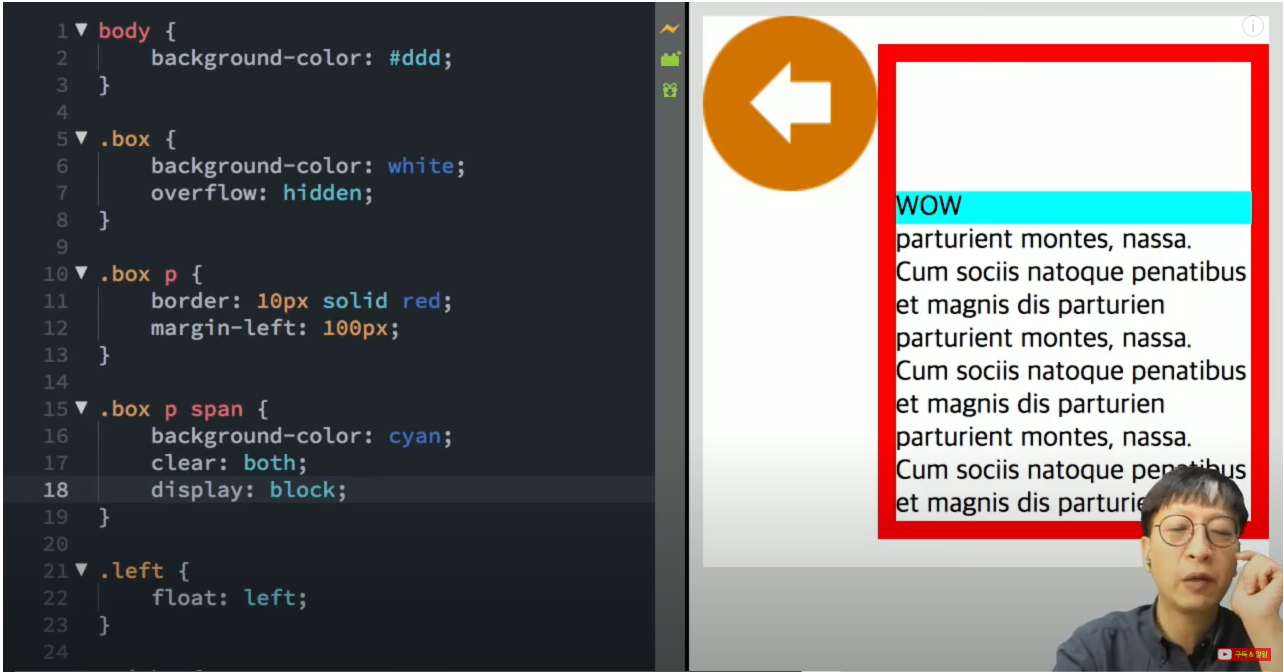 1 ▼ body {
2 background-color: #ddd;
3 }
4
5 ▼ .box {
6 background-color: white;
7 overflow: hidden;
8 }
9
10 ▼ .box p {
11 border: 10px solid red;
12 margin-left: 100px;
13 }
14
15 ▼ .box p span {
16 background-color: cyan;
17 clear: both;
18 display: block;
19 }
20
21 ▼ .left {
22 float: left;
23 }
24
WOW
parturient montes, nassa.
Cum sociis natoque penatibus
et magnis dis parturien
parturient montes, nassa.
Cum sociis natoque penatibus
et magnis dis parturien
parturient montes, nassa.
Cum sociis natoque penatibus
et magnis dis parturie
구독 & 알림